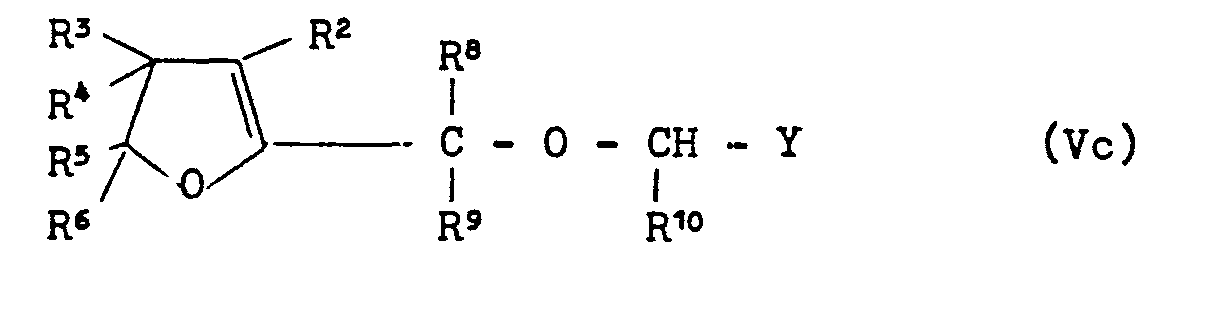 R³ R²
R⁸
R⁴
R⁵ O C - O - CH - Y (Vc)
R⁶ R⁹ R¹⁰